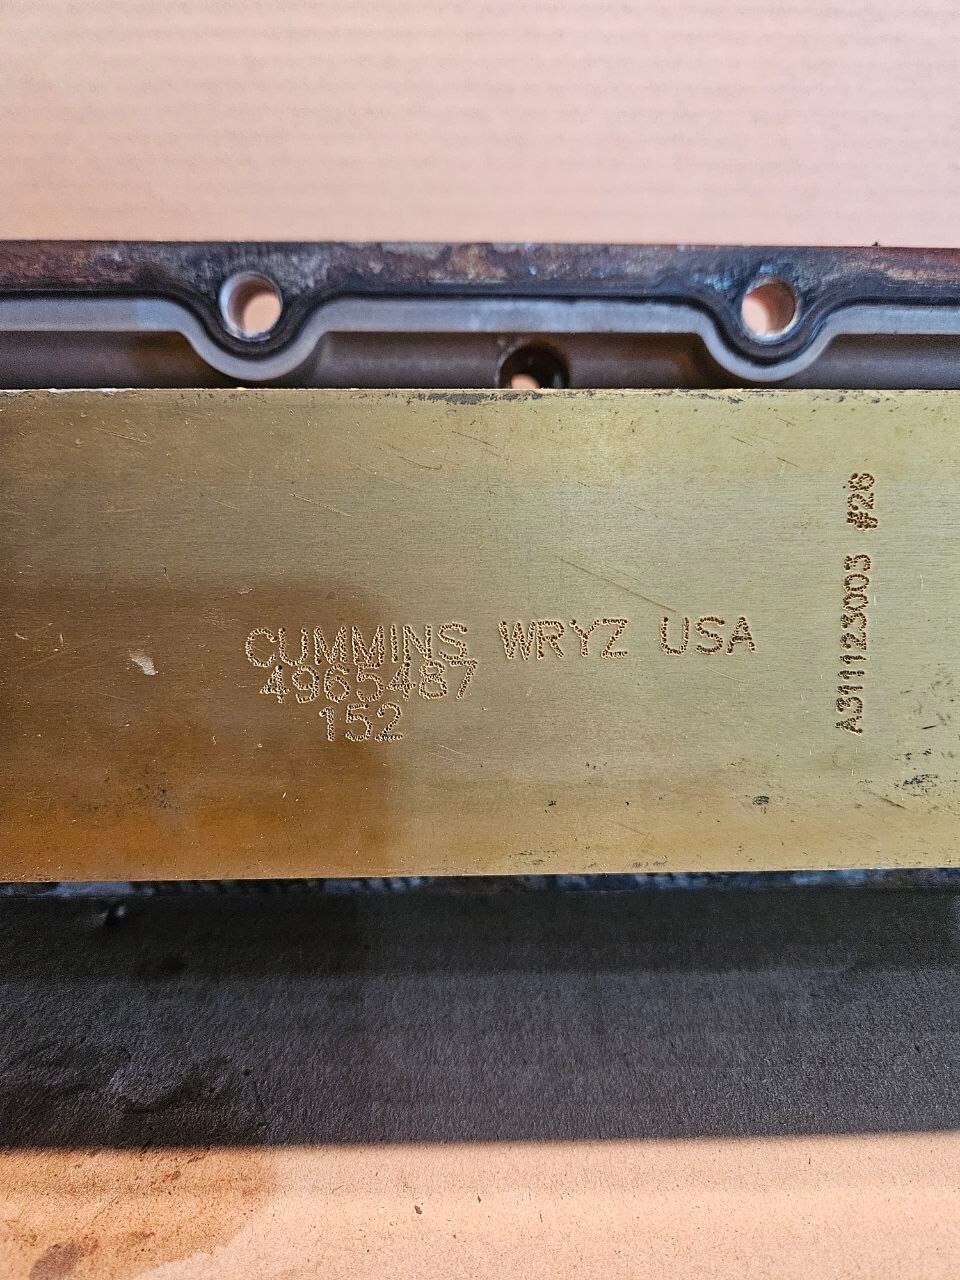 CUMMINS WRYZ USA
4965487
152
A311123003 #26